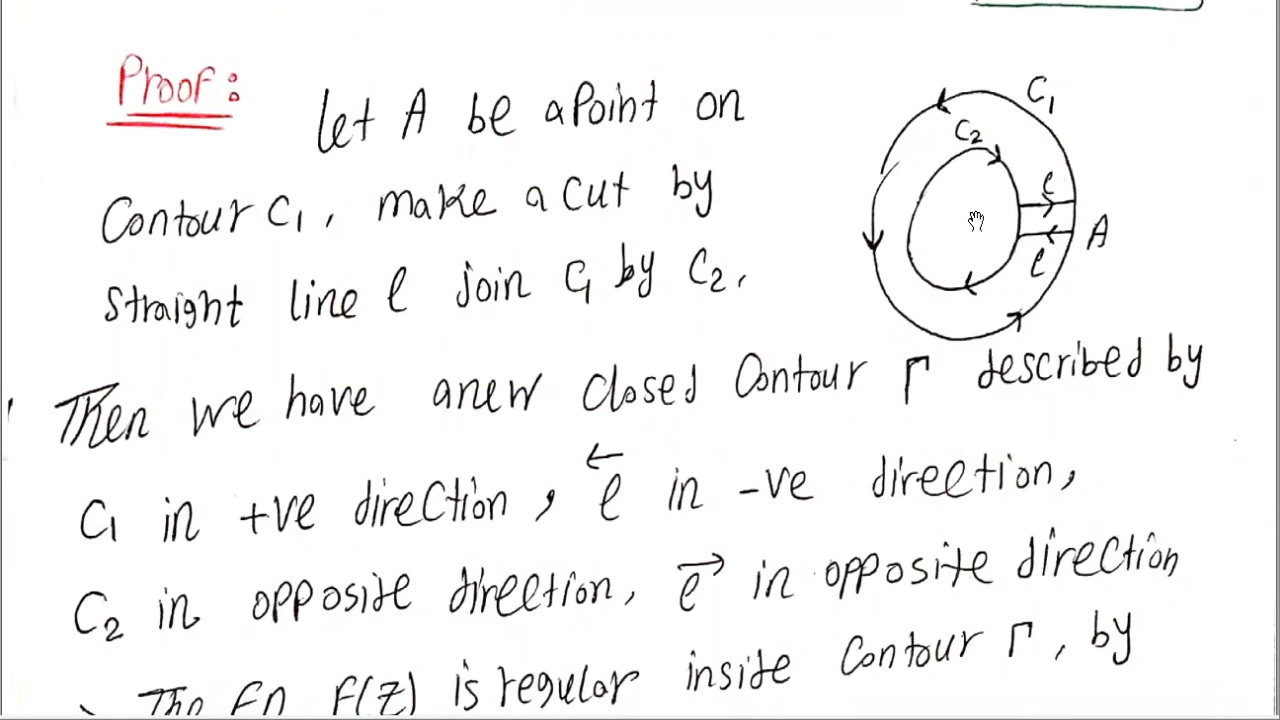 Proof:
let A be a Point on
Contour C₁, make a cut by
straight line l join C₁ by C₂,
C₁
C₂
l
A
l
Then we have anew closed Contour Γ described by
C₁ in +ve direction, ←l in -ve direction,
C₂ in opposite direction, →l in opposite direction
The Fn F(z) is regular inside Contour Γ, by